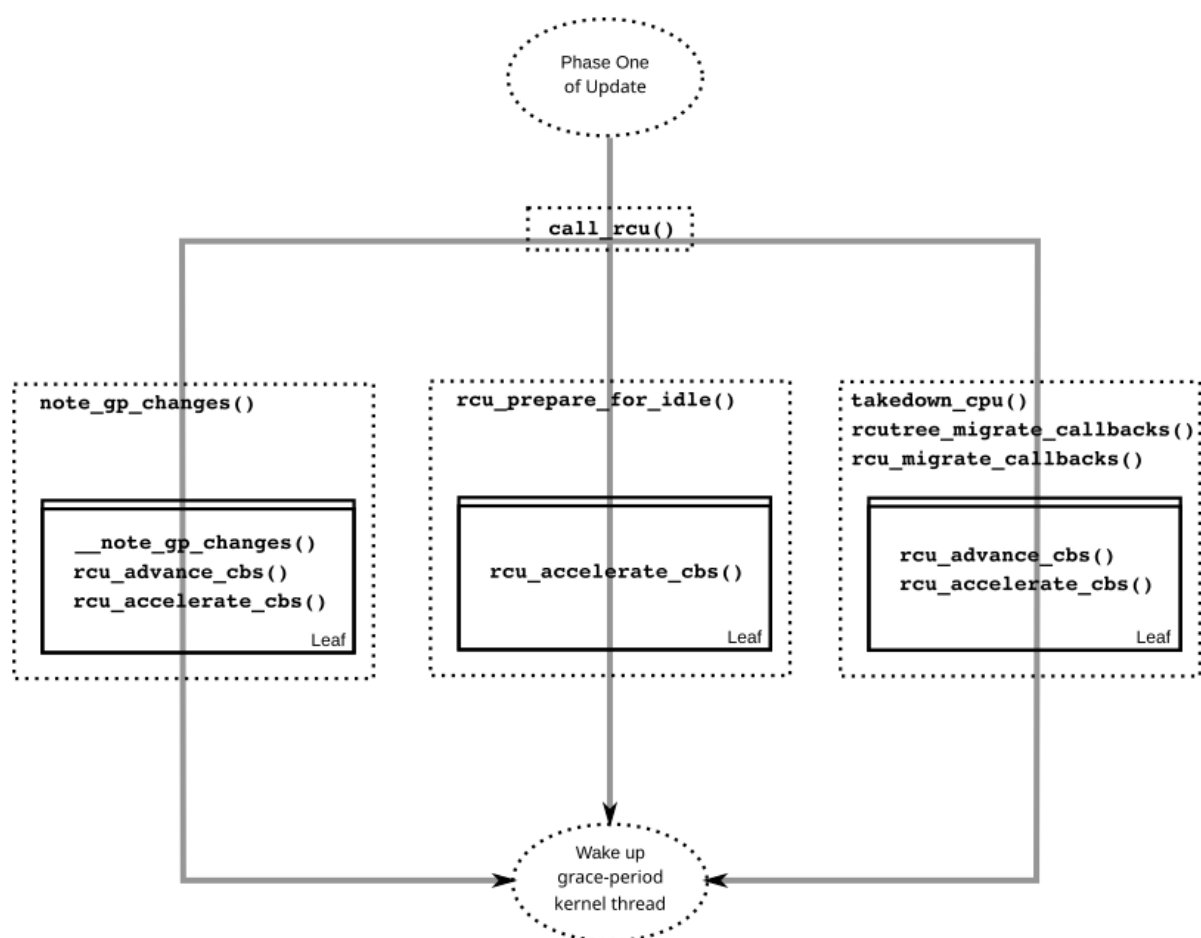 Phase One
of Update
call_rcu()
note_gp_changes()
__note_gp_changes()
rcu_advance_cbs()
rcu_accelerate_cbs()
Leaf
rcu_prepare_for_idle()
rcu_accelerate_cbs()
Leaf
takedown_cpu()
rcutree_migrate_callbacks()
rcu_migrate_callbacks()
rcu_advance_cbs()
rcu_accelerate_cbs()
Leaf
Wake up
grace-period
kernel thread